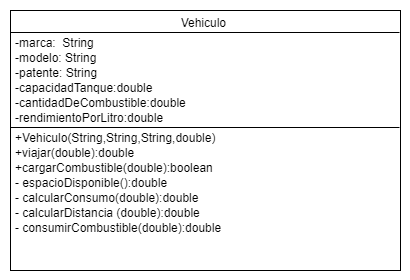 Vehiculo
-marca:  String
-modelo: String
-patente: String
-capacidadTanque:double
-cantidadDeCombustible:double
-rendimientoPorLitro:double
+Vehiculo(String,String,String,double)
+viajar(double):double
+cargarCombustible(double):boolean
- espacioDisponible():double
- calcularConsumo(double):double
- calcularDistancia (double):double
- consumirCombustible(double):double